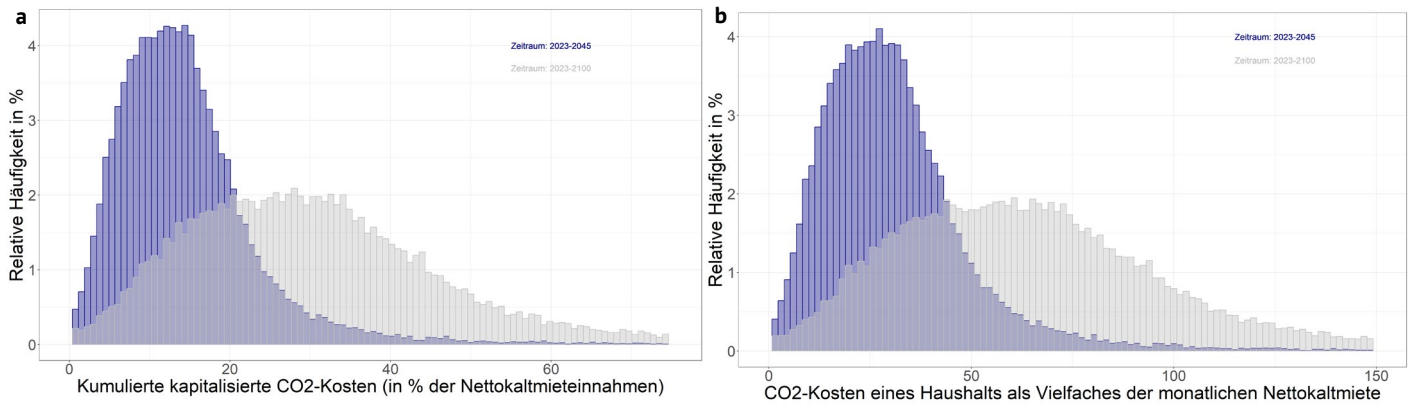 a
Zeitraum: 2023-2045
Zeitraum: 2023-2100
Relative Häufigkeit in %
4
3
2
1
0
0 20 40 60
Kumulierte kapitalisierte CO2-Kosten (in % der Nettokaltmieteinnahmen)
b
Zeitraum: 2023-2045
Zeitraum: 2023-2100
Relative Häufigkeit in %
4
3
2
1
0
0 50 100 150
CO2-Kosten eines Haushalts als Vielfaches der monatlichen Nettokaltmiete